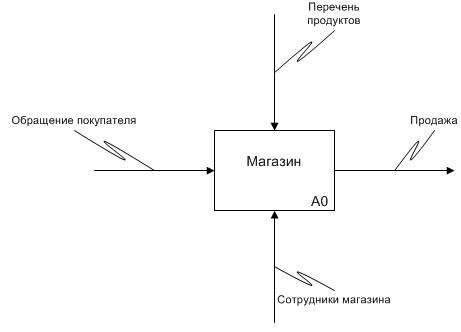 Перечень
продуктов
Обращение покупателя
Продажа
Магазин
A0
Сотрудники магазина